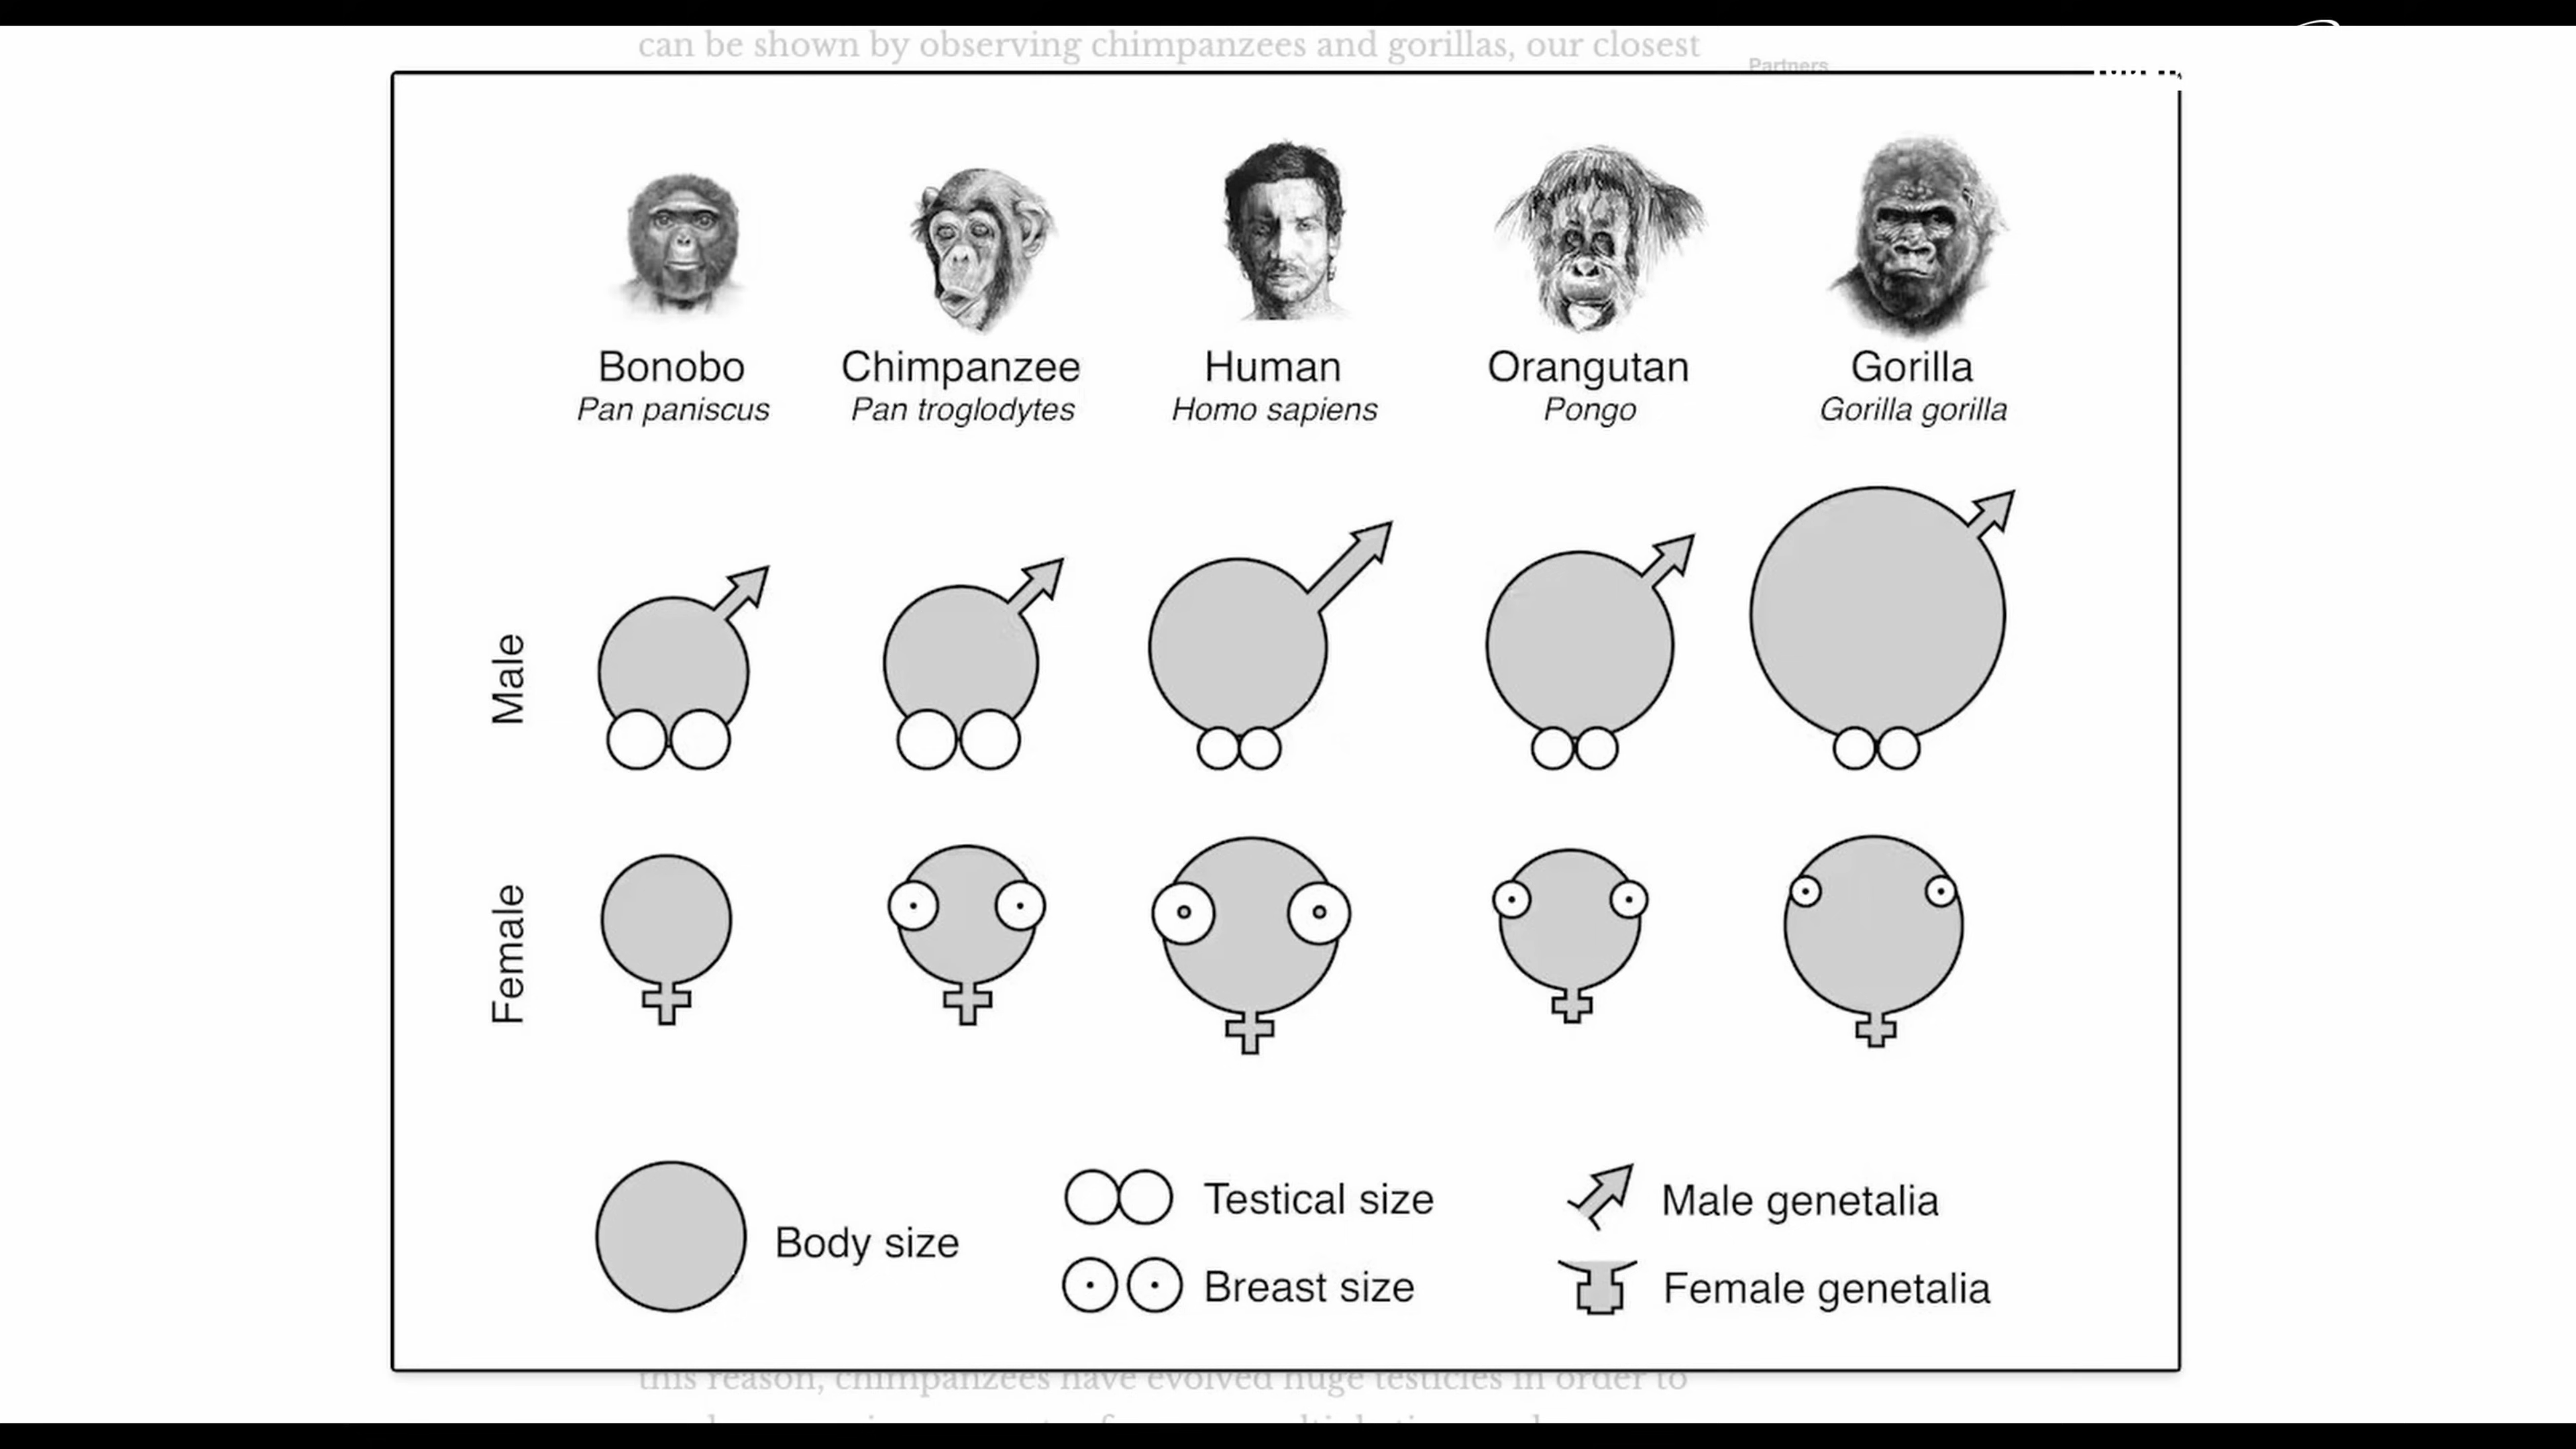 can be shown by observing chimpanzees and gorillas, our closest
Partners
Bonobo
Pan paniscus
Chimpanzee
Pan troglodytes
Human
Homo sapiens
Orangutan
Pongo
Gorilla
Gorilla gorilla
Male
Female
Body size
Testical size
Breast size
Male genetalia
Female genetalia
this reason, chimpanzees have evolved huge testicles in order to